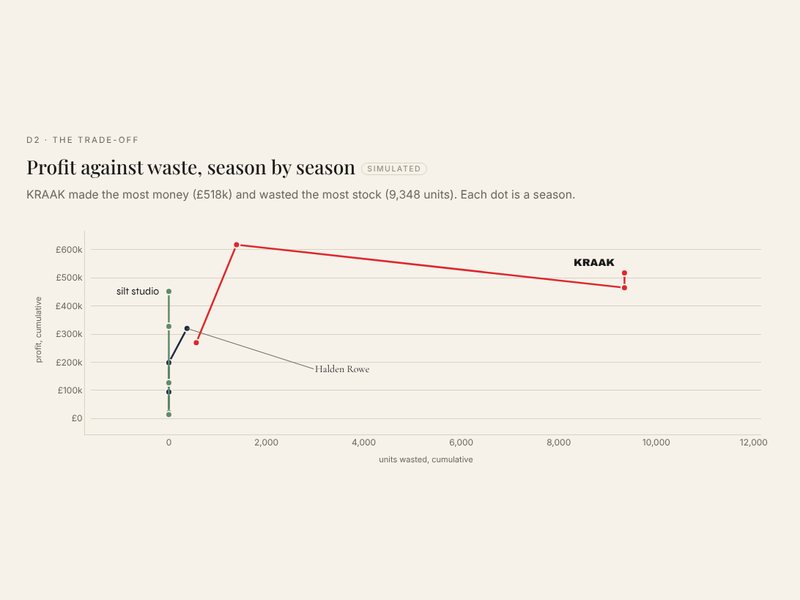 D2 · THE TRADE-OFF
Profit against waste, season by season SIMULATED
KRAAK made the most money (£518k) and wasted the most stock (9,348 units). Each dot is a season.
£600k
£500k
£400k
£300k
£200k
£100k
£0
profit, cumulative
silt studio
KRAAK
Halden Rowe
0 2,000 4,000 6,000 8,000 10,000 12,000
units wasted, cumulative